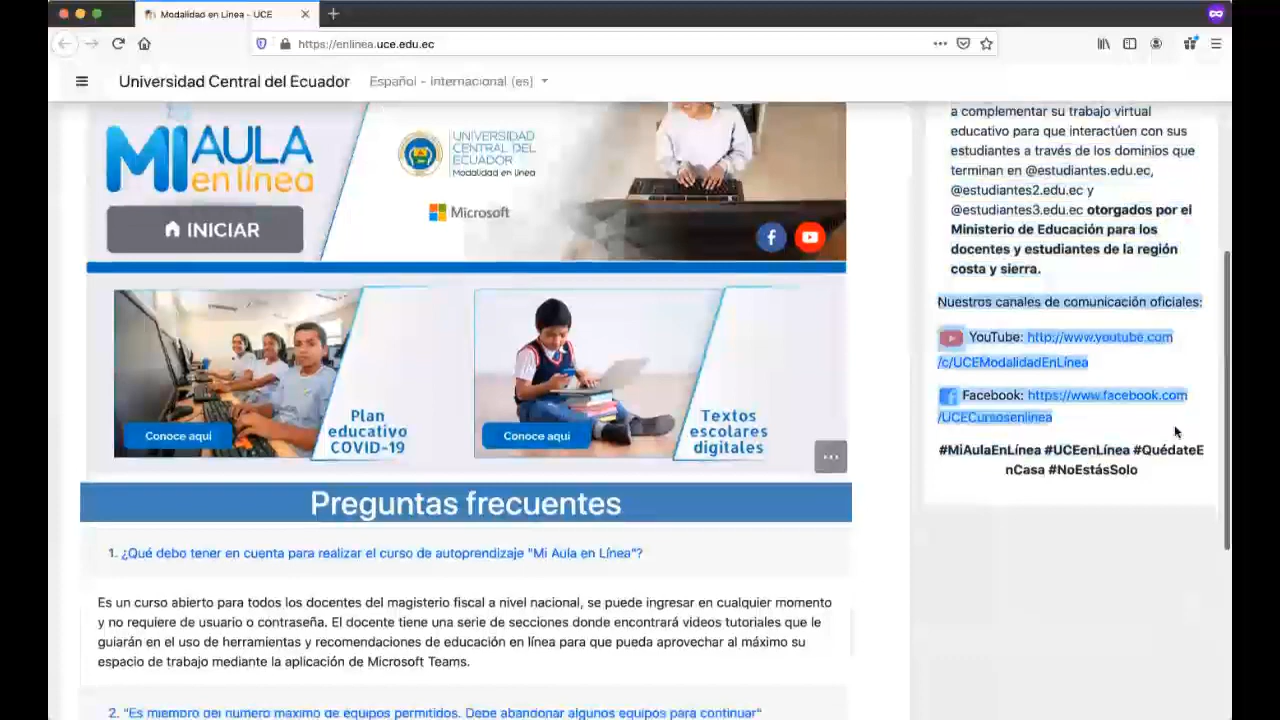 Modalidad en Línea - UCE
https://enlinea.uce.edu.ec
Universidad Central del Ecuador
Español - Internacional (es)
MI AULA
en línea
INICIAR
UNIVERSIDAD
CENTRAL DEL
ECUADOR
Modalidad en línea
Microsoft
Plan
educativo
COVID-19
Conoce aquí
Textos
escolares
digitales
Conoce aquí
Preguntas frecuentes
1. ¿Qué debo tener en cuenta para realizar el curso de autoprendizaje "Mi Aula en Línea"?
Es un curso abierto para todos los docentes del magisterio fiscal a nivel nacional, se puede ingresar en cualquier momento
y no requiere de usuario o contraseña. El docente tiene una serie de secciones donde encontrará videos tutoriales que le
guiarán en el uso de herramientas y recomendaciones de educación en línea para que pueda aprovechar al máximo su
espacio de trabajo mediante la aplicación de Microsoft Teams.
2. "Es miembro del número máximo de equipos permitidos. Debe abandonar algunos equipos para continuar"
a complementar su trabajo virtual
educativo para que interactúen con sus
estudiantes a través de los dominios que
terminan en @estudiantes.edu.ec,
@estudiantes2.edu.ec y
@estudiantes3.edu.ec otorgados por el
Ministerio de Educación para los
docentes y estudiantes de la región
costa y sierra.
Nuestros canales de comunicación oficiales:
YouTube: http://www.youtube.com
/c/UCEModalidadEnLínea
Facebook: https://www.facebook.com
/UCECursosenlinea
#MiAulaEnLínea #UCEenLínea #QuédateE
nCasa #NoEstásSolo